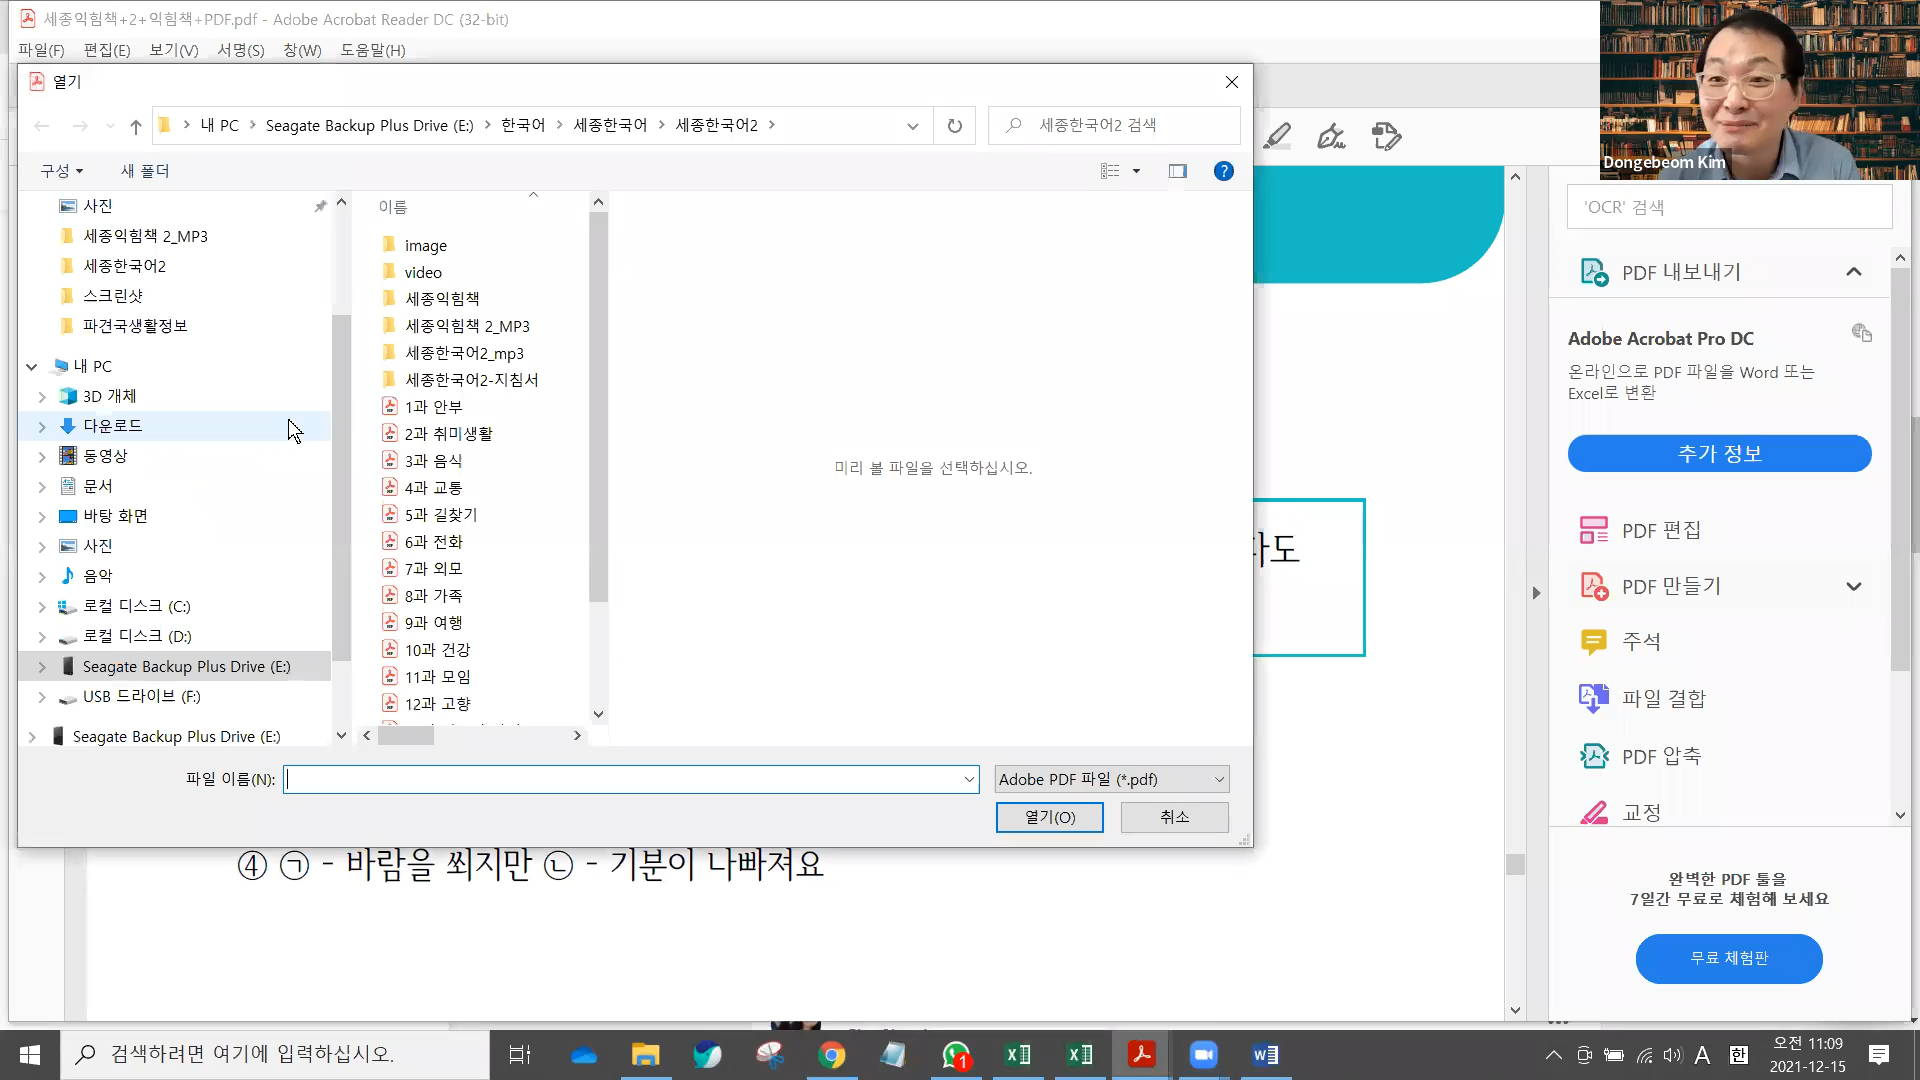 세종익힘책+2+익힘책+PDF.pdf - Adobe Acrobat Reader DC (32-bit)
파일(F) 편집(E) 보기(V) 서명(S) 창(W) 도움말(H)
Dongebeom Kim
열기
내 PC > Seagate Backup Plus Drive (E:) > 한국어 > 세종한국어 > 세종한국어2 >
세종한국어2 검색
구성 새 폴더
사진
세종익힘책 2_MP3
세종한국어2
스크린샷
파견국생활정보
내 PC
3D 개체
다운로드
동영상
문서
바탕 화면
사진
음악
로컬 디스크 (C:)
로컬 디스크 (D:)
Seagate Backup Plus Drive (E:)
USB 드라이브 (F:)
Seagate Backup Plus Drive (E:)
이름
image
video
세종익힘책
세종익힘책 2_MP3
세종한국어2_mp3
세종한국어2-지침서
1과 안부
2과 취미생활
3과 음식
4과 교통
5과 길찾기
6과 전화
7과 외모
8과 가족
9과 여행
10과 건강
11과 모임
12과 고향
미리 볼 파일을 선택하십시오.
파일 이름(N):
Adobe PDF 파일 (*.pdf)
열기(O) 취소
도
④ ㉠ - 바람을 쐬지만 ㉡ - 기분이 나빠져요
'OCR' 검색
PDF 내보내기
Adobe Acrobat Pro DC
온라인으로 PDF 파일을 Word 또는
Excel로 변환
추가 정보
PDF 편집
PDF 만들기
주석
파일 결합
PDF 압축
교정
완벽한 PDF 툴을
7일간 무료로 체험해 보세요
무료 체험판
검색하려면 여기에 입력하십시오.
1
A 한
오전 11:09
2021-12-15